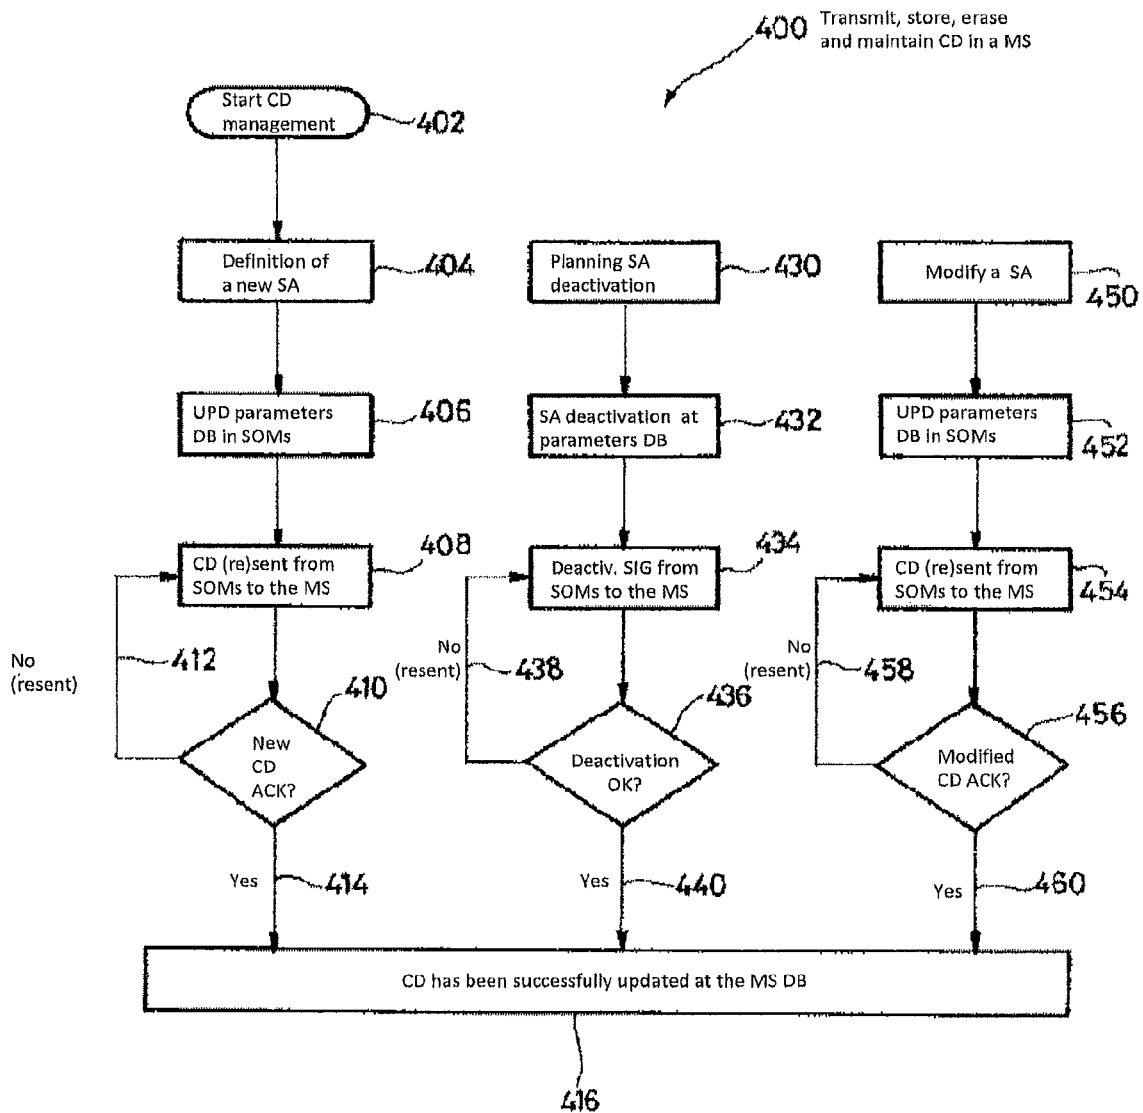 400 Transmit, store, erase
and maintain CD in a MS
Start CD
management
402
Definition of
a new SA
404
Planning SA
deactivation
430
Modify a SA
450
UPD parameters
DB in SOMs
406
SA deactivation at
parameters DB
432
UPD parameters
DB in SOMs
452
CD (re)sent from
SOMs to the MS
408
Deactiv. SIG from
SOMs to the MS
434
CD (re)sent from
SOMs to the MS
454
No
(resent)
412
No
(resent)
438
No
(resent)
458
New
CD
ACK?
410
Deactivation
OK?
436
Modified
CD ACK?
456
Yes
414
Yes
440
Yes
460
CD has been successfully updated at the MS DB
416